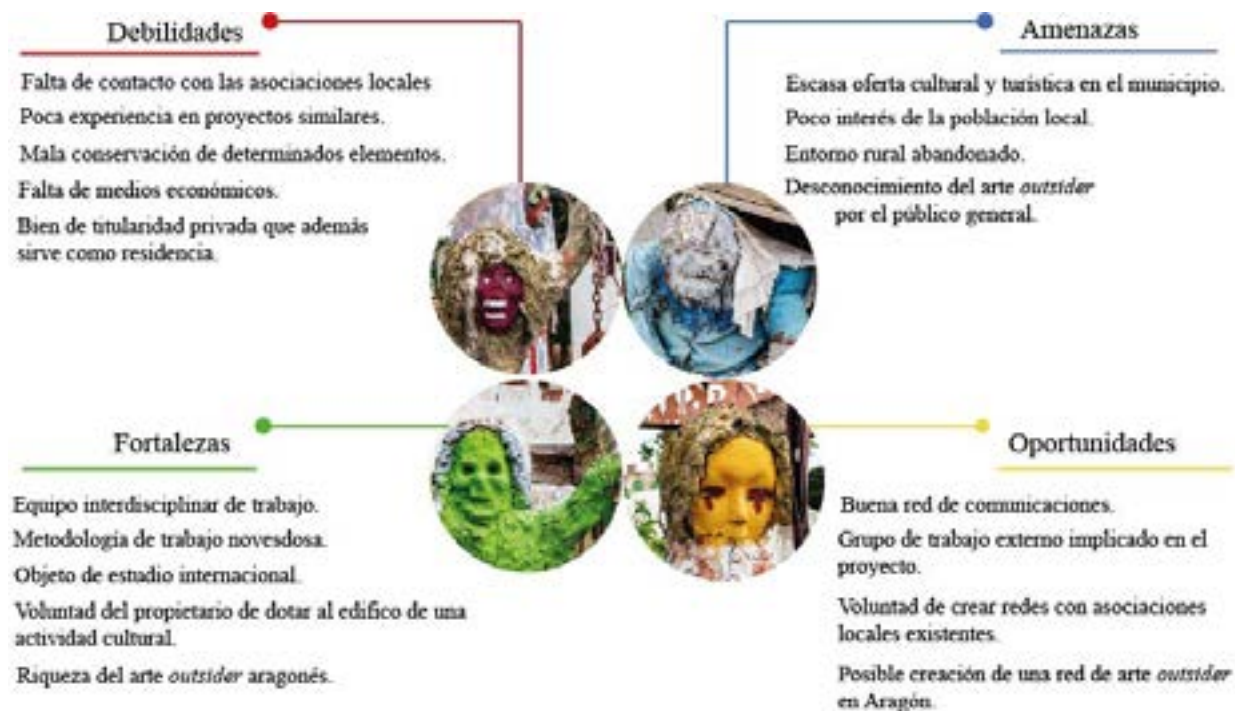 Debilidades
Falta de contacto con las asociaciones locales
Poca experiencia en proyectos similares.
Mala conservación de determinados elementos.
Falta de medios económicos.
Bien de titularidad privada que además
sirve como residencia.
Amenazas
Escasa oferta cultural y turística en el municipio.
Poco interés de la población local.
Entorno rural abandonado.
Desconocimiento del arte outsider
por el público general.
Fortalezas
Equipo interdisciplinar de trabajo.
Metodología de trabajo novesdosa.
Objeto de estudio internacional.
Voluntad del propietario de dotar al edifico de una
actividad cultural.
Riqueza del arte outsider aragonés.
Oportunidades
Buena red de comunicaciones.
Grupo de trabajo externo implicado en el
proyecto.
Voluntad de crear redes con asociaciones
locales existentes.
Posible creación de una red de arte outsider
en Aragón.